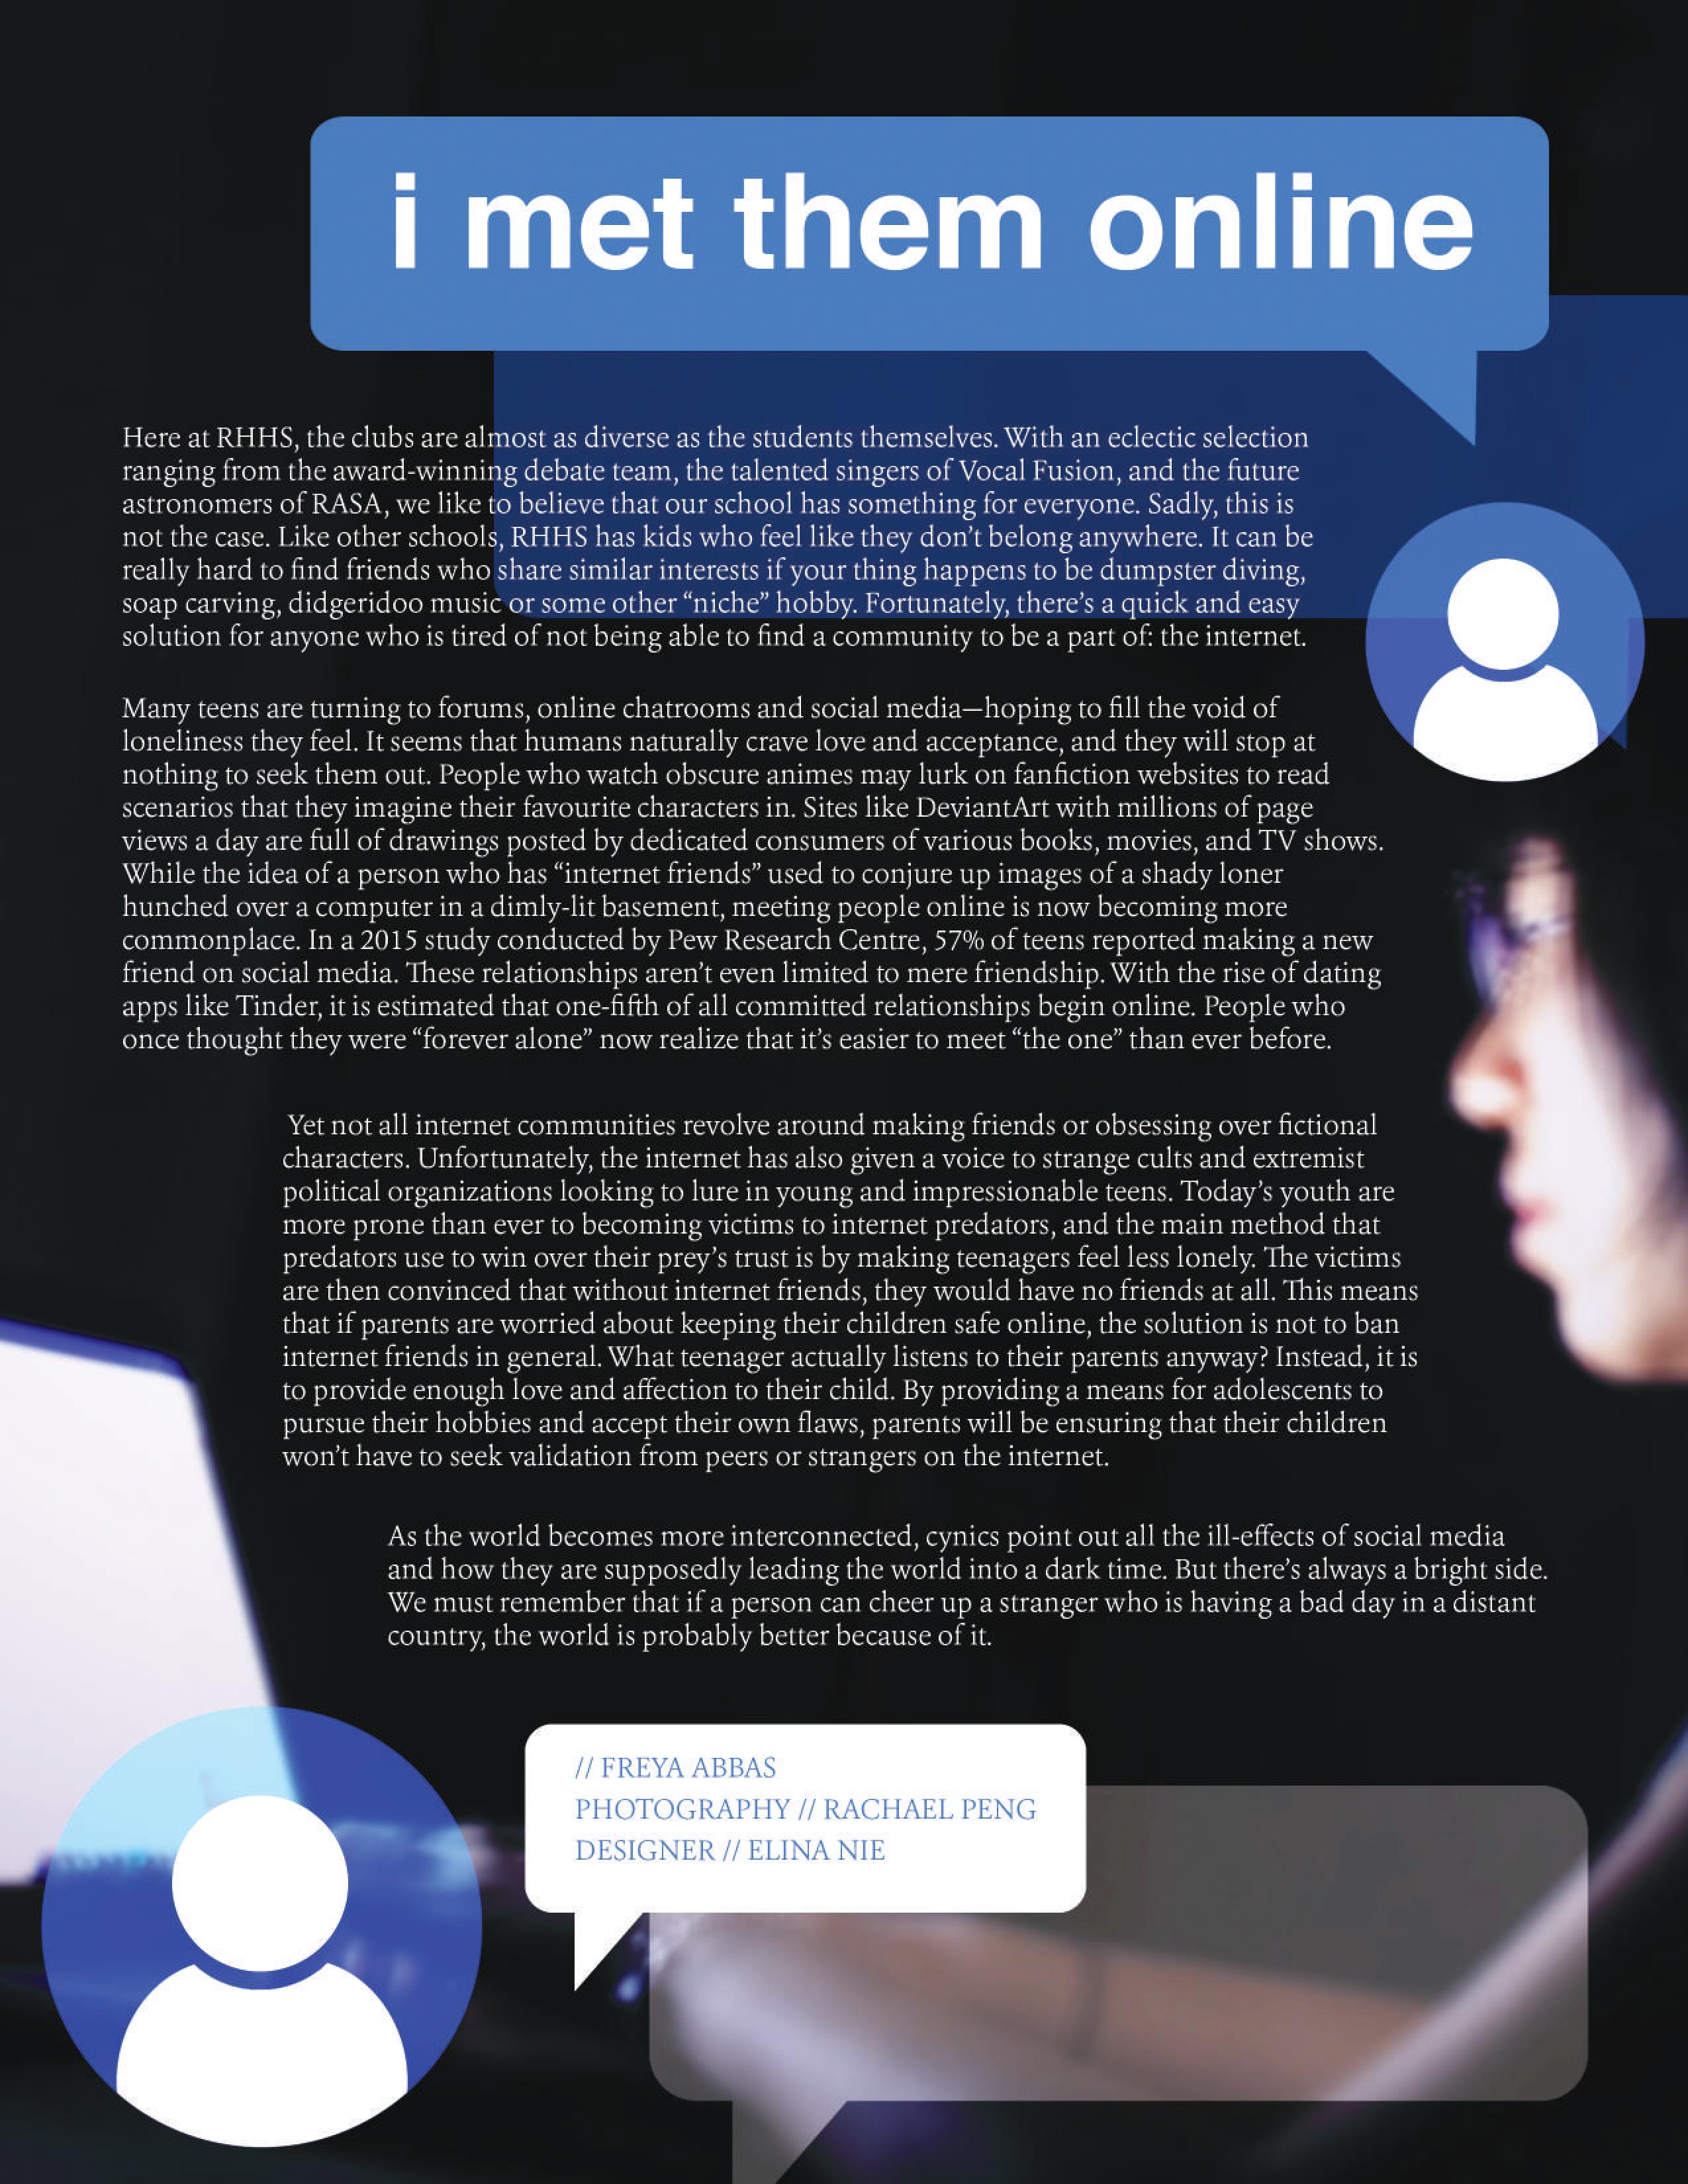 i met them online
Here at RHHS, the clubs are almost as diverse as the students themselves. With an eclectic selection
ranging from the award-winning debate team, the talented singers of Vocal Fusion, and the future
astronomers of RASA, we like to believe that our school has something for everyone. Sadly, this is
not the case. Like other schools, RHHS has kids who feel like they don’t belong anywhere. It can be
really hard to find friends who share similar interests if your thing happens to be dumpster diving,
soap carving, didgeridoo music or some other “niche” hobby. Fortunately, there’s a quick and easy
solution for anyone who is tired of not being able to find a community to be a part of: the internet.
Many teens are turning to forums, online chatrooms and social media—hoping to fill the void of
loneliness they feel. It seems that humans naturally crave love and acceptance, and they will stop at
nothing to seek them out. People who watch obscure animes may lurk on fanfiction websites to read
scenarios that they imagine their favourite characters in. Sites like DeviantArt with millions of page
views a day are full of drawings posted by dedicated consumers of various books, movies, and TV shows.
While the idea of a person who has “internet friends” used to conjure up images of a shady loner
hunched over a computer in a dimly-lit basement, meeting people online is now becoming more
commonplace. In a 2015 study conducted by Pew Research Centre, 57% of teens reported making a new
friend on social media. These relationships aren’t even limited to mere friendship. With the rise of dating
apps like Tinder, it is estimated that one-fifth of all committed relationships begin online. People who
once thought they were “forever alone” now realize that it’s easier to meet “the one” than ever before.
Yet not all internet communities revolve around making friends or obsessing over fictional
characters. Unfortunately, the internet has also given a voice to strange cults and extremist
political organizations looking to lure in young and impressionable teens. Today’s youth are
more prone than ever to becoming victims to internet predators, and the main method that
predators use to win over their prey’s trust is by making teenagers feel less lonely. The victims
are then convinced that without internet friends, they would have no friends at all. This means
that if parents are worried about keeping their children safe online, the solution is not to ban
internet friends in general. What teenager actually listens to their parents anyway? Instead, it is
to provide enough love and affection to their child. By providing a means for adolescents to
pursue their hobbies and accept their own flaws, parents will be ensuring that their children
won’t have to seek validation from peers or strangers on the internet.
As the world becomes more interconnected, cynics point out all the ill-effects of social media
and how they are supposedly leading the world into a dark time. But there’s always a bright side.
We must remember that if a person can cheer up a stranger who is having a bad day in a distant
country, the world is probably better because of it.
// FREYA ABBAS
PHOTOGRAPHY // RACHAEL PENG
DESIGNER // ELINA NIE